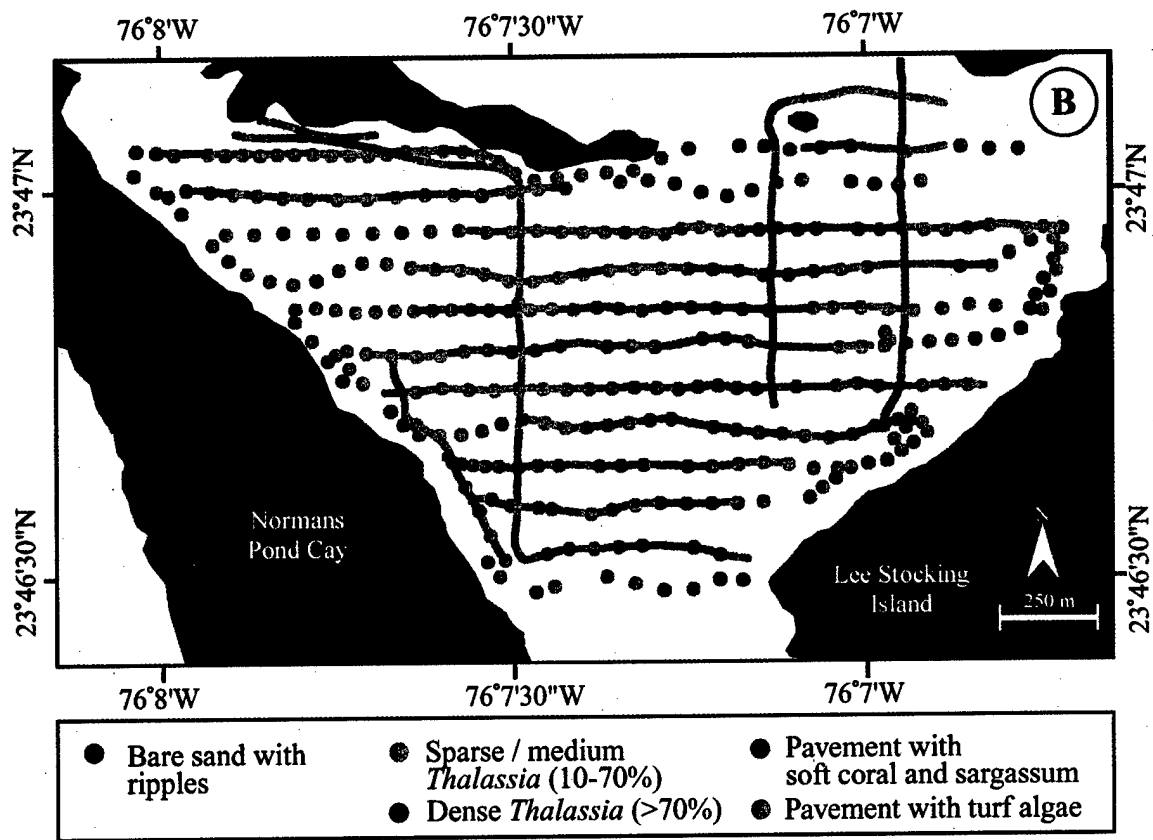 76°8'W
76°7'30"W
76°7'W
B
23°47'N
23°47'N
Normans
Pond Cay
N
Lee Stocking
Island
250 m
23°46'30"N
23°46'30"N
76°8'W
76°7'30"W
76°7'W
Bare sand with
ripples
Sparse / medium
Thalassia (10-70%)
Dense Thalassia (>70%)
Pavement with
soft coral and sargassum
Pavement with turf algae